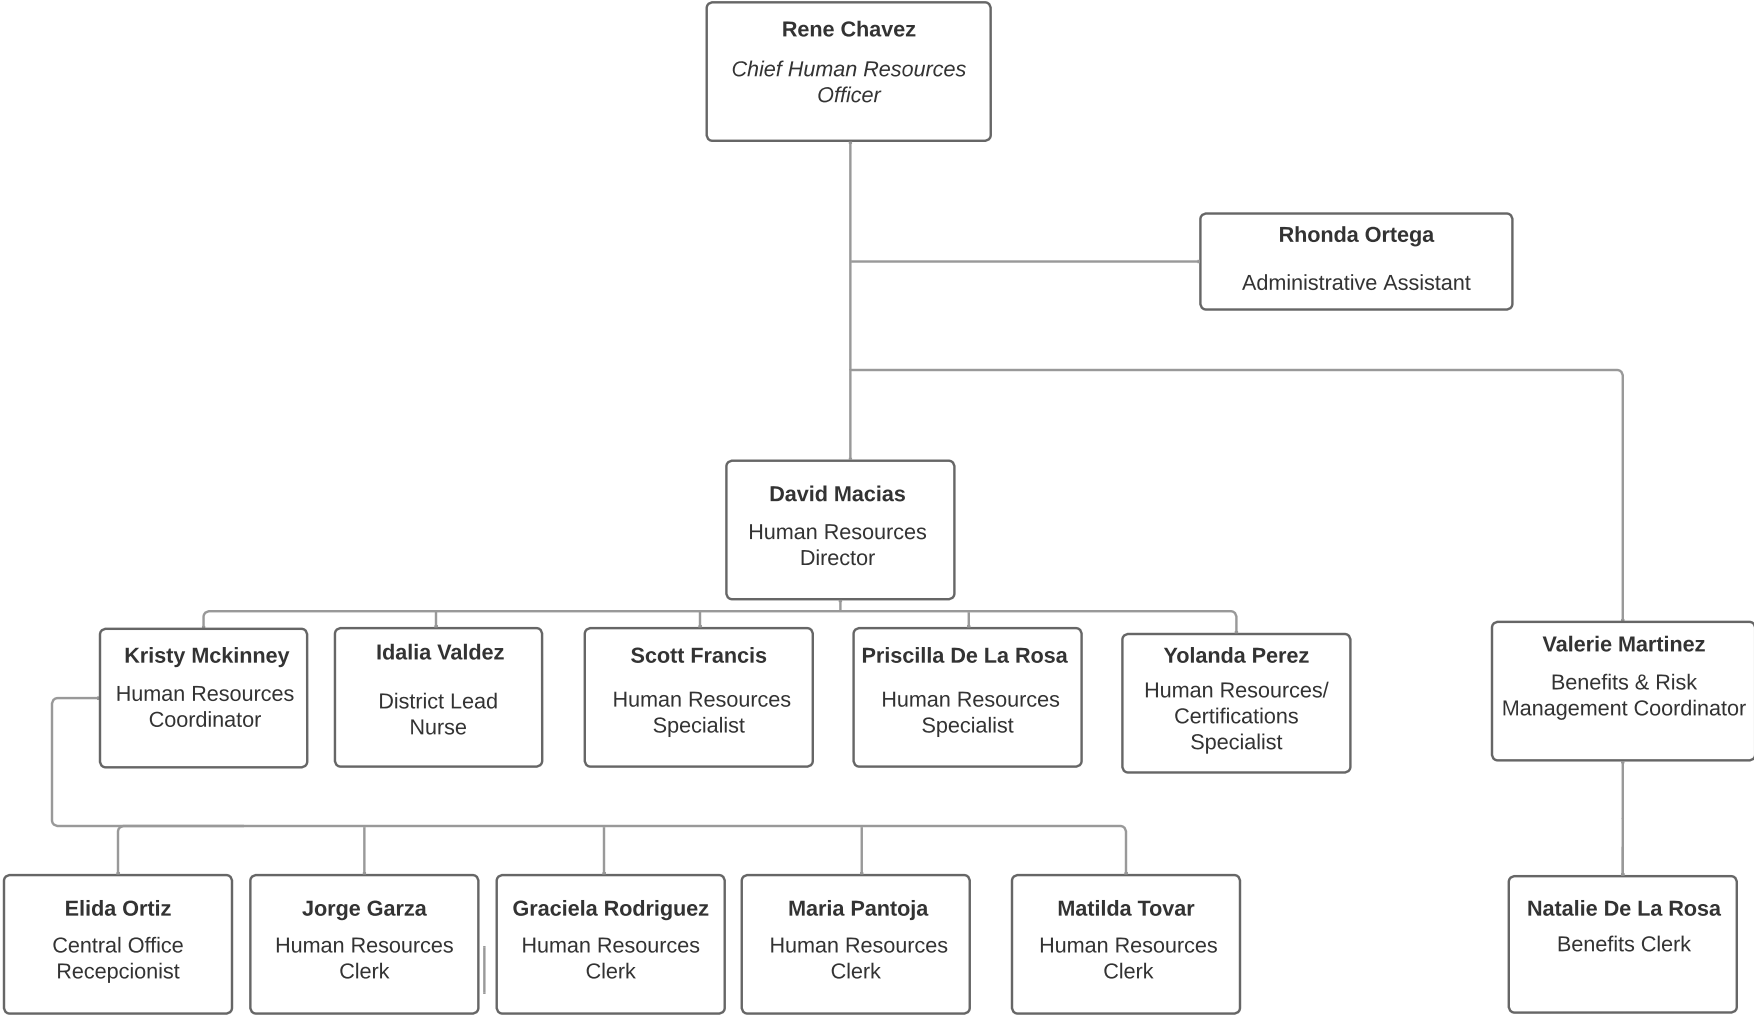 Rene Chavez
Chief Human Resources
Officer
Rhonda Ortega
Administrative Assistant
David Macias
Human Resources
Director
Kristy Mckinney
Human Resources
Coordinator
Idalia Valdez
District Lead
Nurse
Scott Francis
Human Resources
Specialist
Priscilla De La Rosa
Human Resources
Specialist
Yolanda Perez
Human Resources/
Certifications
Specialist
Valerie Martinez
Benefits & Risk
Management Coordinator
Elida Ortiz
Central Office
Recepcionist
Jorge Garza
Human Resources
Clerk
Graciela Rodriguez
Human Resources
Clerk
Maria Pantoja
Human Resources
Clerk
Matilda Tovar
Human Resources
Clerk
Natalie De La Rosa
Benefits Clerk